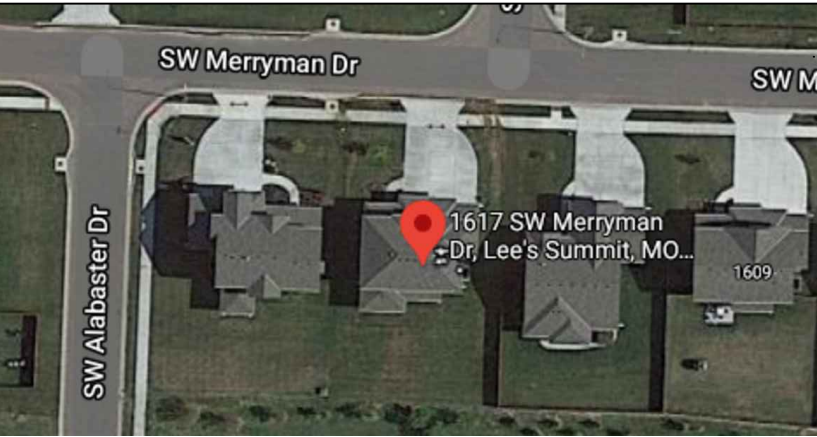 SW Merryman Dr
SW M
SW Alabaster Dr
1617 SW Merryman
Dr, Lee's Summit, MO...
1609